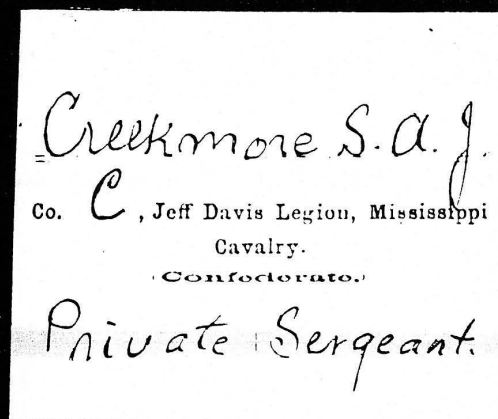 Creekmore S. A. J.
Co. C, Jeff Davis Legion, Mississippi
Cavalry.
(Confederate.)
Private Sergeant.